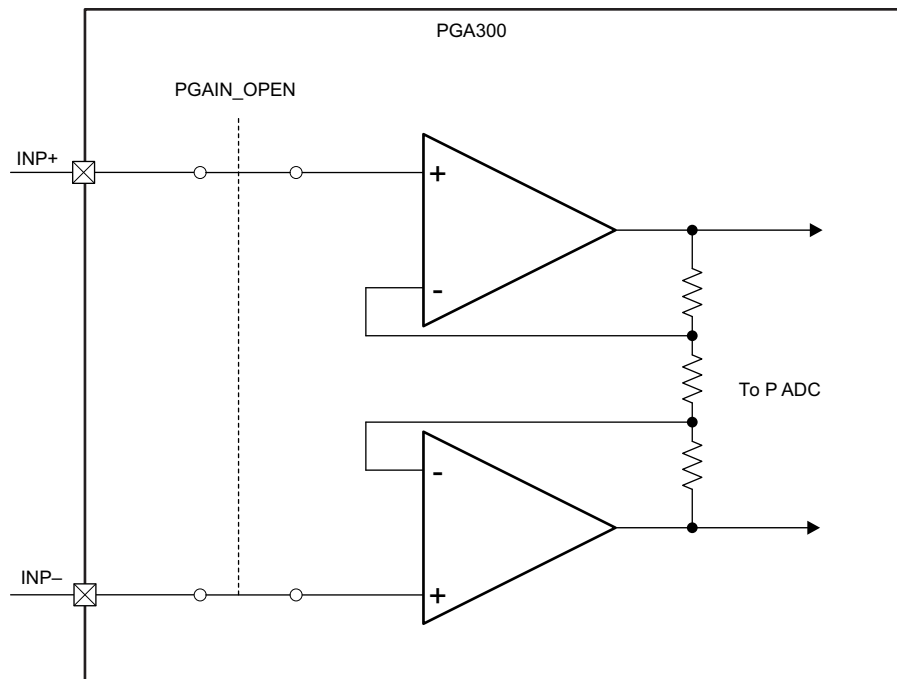 PGA300
PGAIN_OPEN
INP+
+
-
To P ADC
-
INP–
+